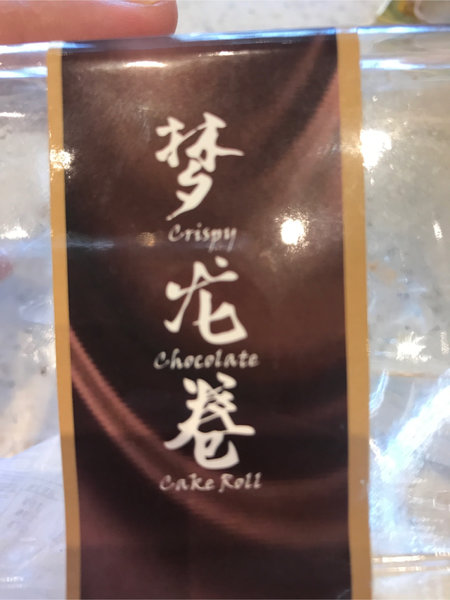 梦
Crispy
龙
Chocolate
卷
Cake Roll